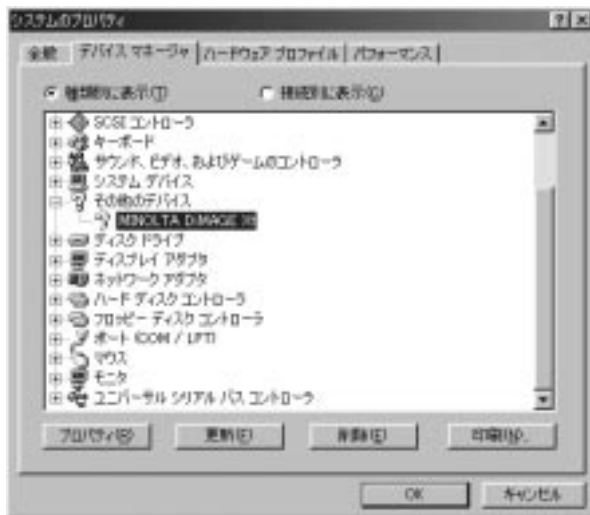 システムのプロパティ
全般 デバイス マネージャ ハードウェア プロファイル パフォーマンス
種類別に表示(T) 接続別に表示(C)
SCSI コントローラ
キーボード
サウンド、ビデオ、およびゲームのコントローラ
システム デバイス
その他のデバイス
MINOLTA DiMAGE
ディスク ドライブ
ディスプレイ アダプタ
ネットワーク アダプタ
ハード ディスク コントローラ
フロッピー ディスク コントローラ
ポート (COM / LPT)
マウス
モニタ
ユニバーサル シリアル バス コントローラ
プロパティ(R) 更新(F) 削除(E) 印刷(N)...
OK キャンセル